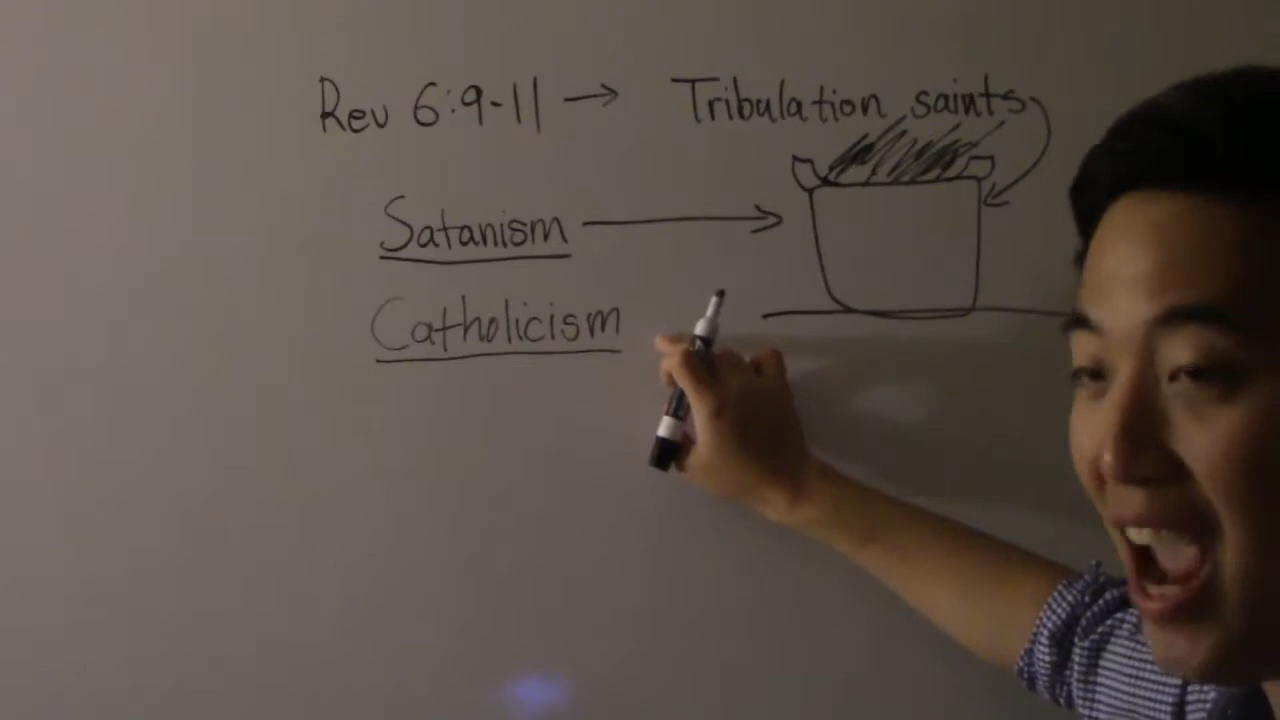 Rev 6:9-11 → Tribulation saints
Satanism
Catholicism